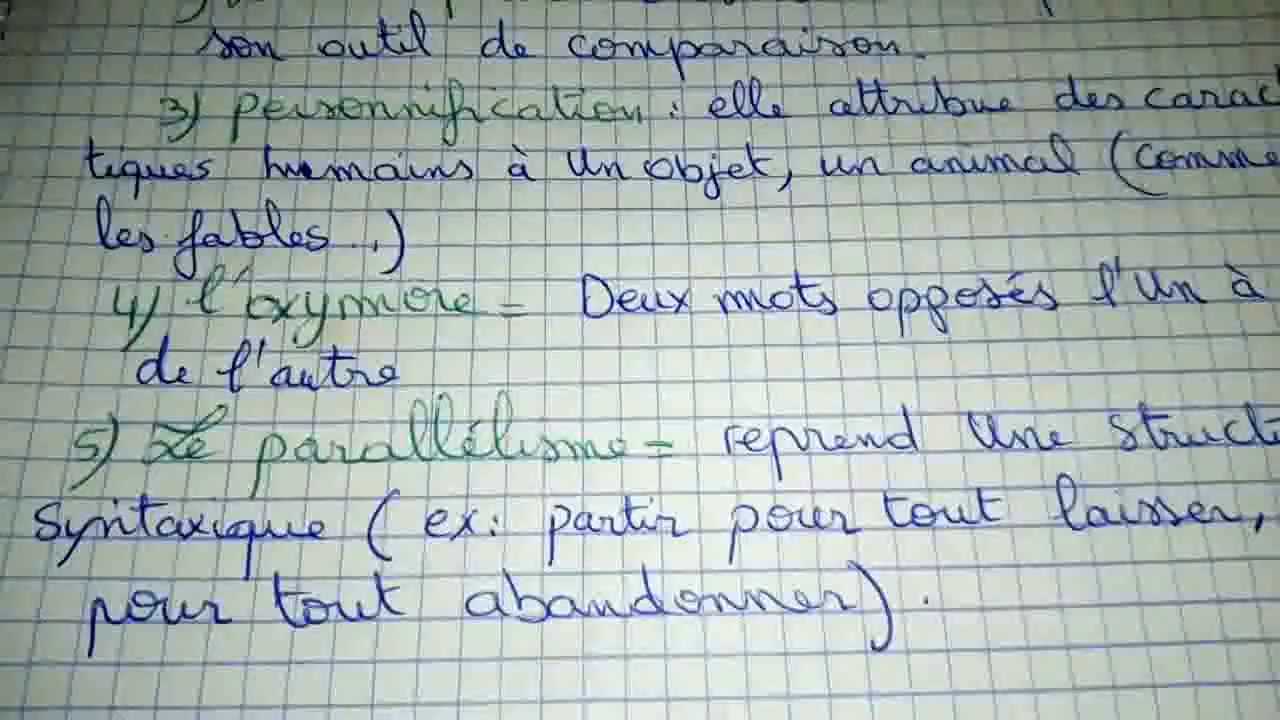 son outil de comparaison.
3) personnification : elle attribue des carac
tiques humains à un objet, un animal (comme
les fables...)
4) l'oxymore = Deux mots opposés l'un à
de l'autre
5) Le parallélisme = reprend une struct
syntaxique (ex: partir pour tout laisser,
pour tout abandonner).